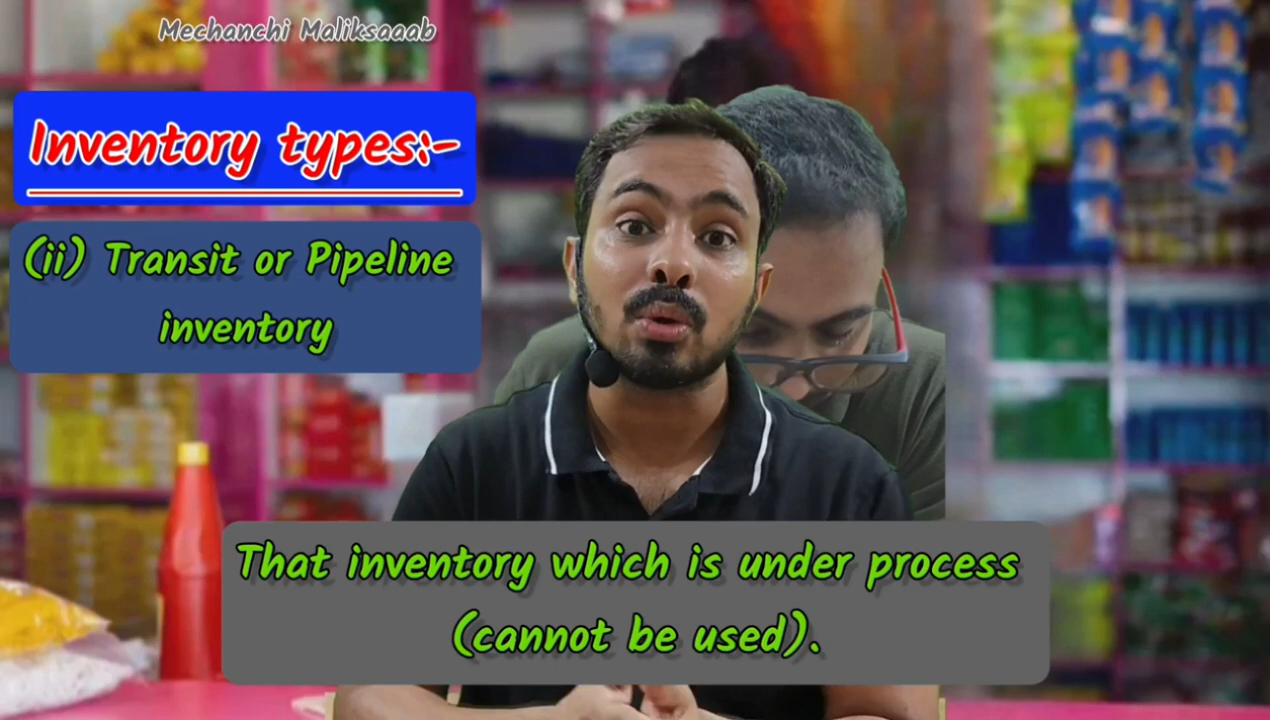 Mechanchi Maliksaaab
Inventory types:-
(ii) Transit or Pipeline
inventory
That inventory which is under process
(cannot be used).